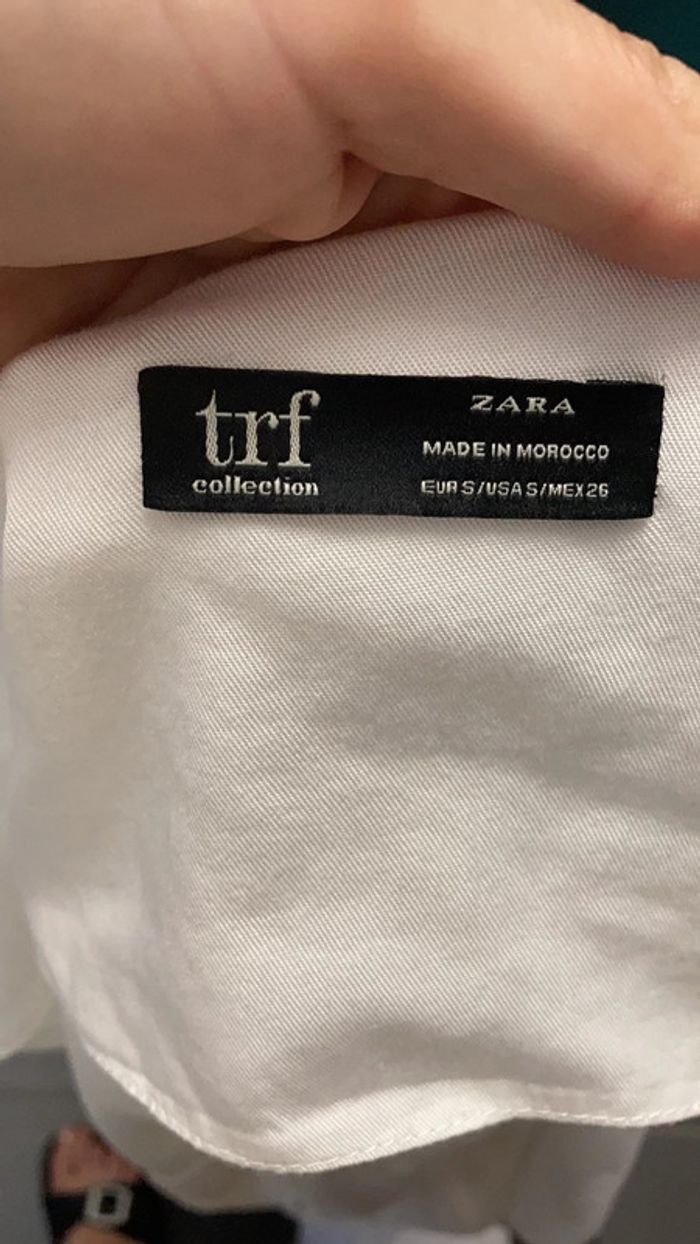 trf
collection
ZARA
MADE IN MOROCCO
EUR S/USA S/MEX 26